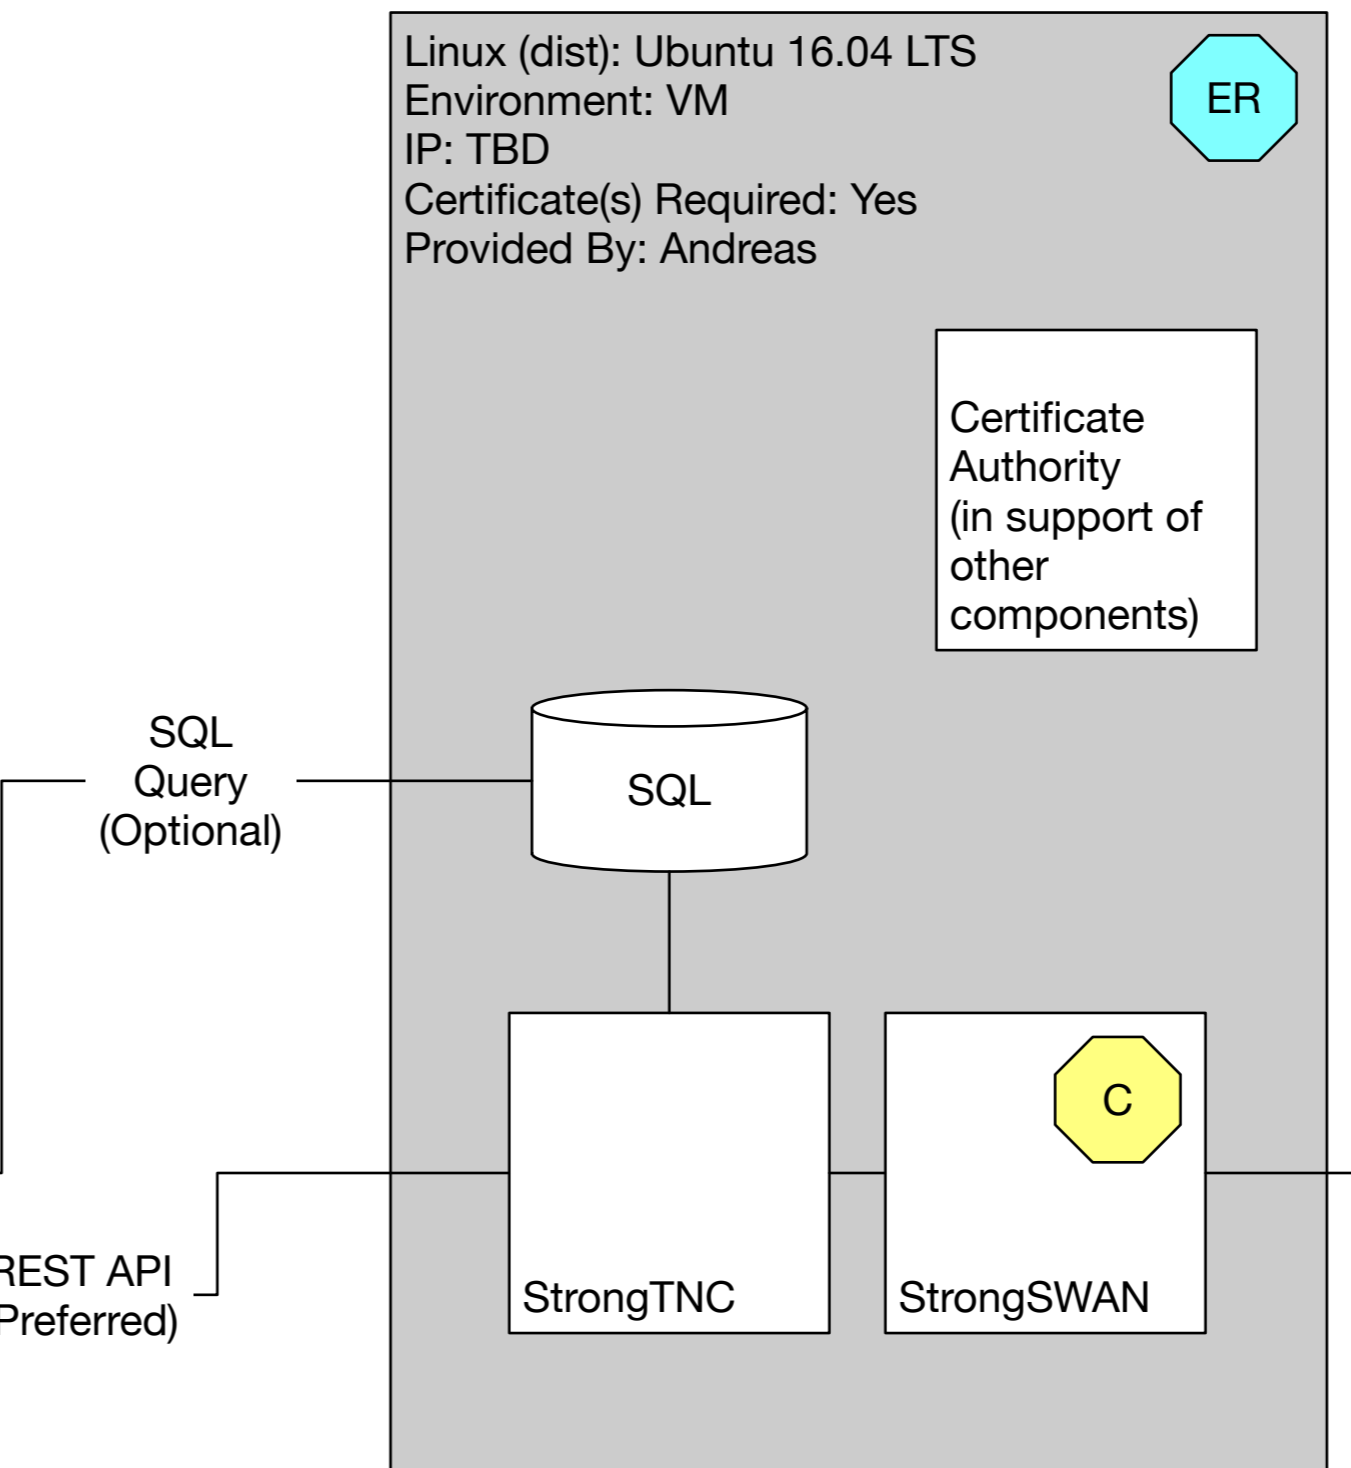 Linux (dist): Ubuntu 16.04 LTS
Environment: VM
IP: TBD
Certificate(s) Required: Yes
Provided By: Andreas
ER
Certificate
Authority
(in support of
other
components)
SQL
Query
(Optional)
SQL
C
REST API
Preferred)
StrongTNC
StrongSWAN